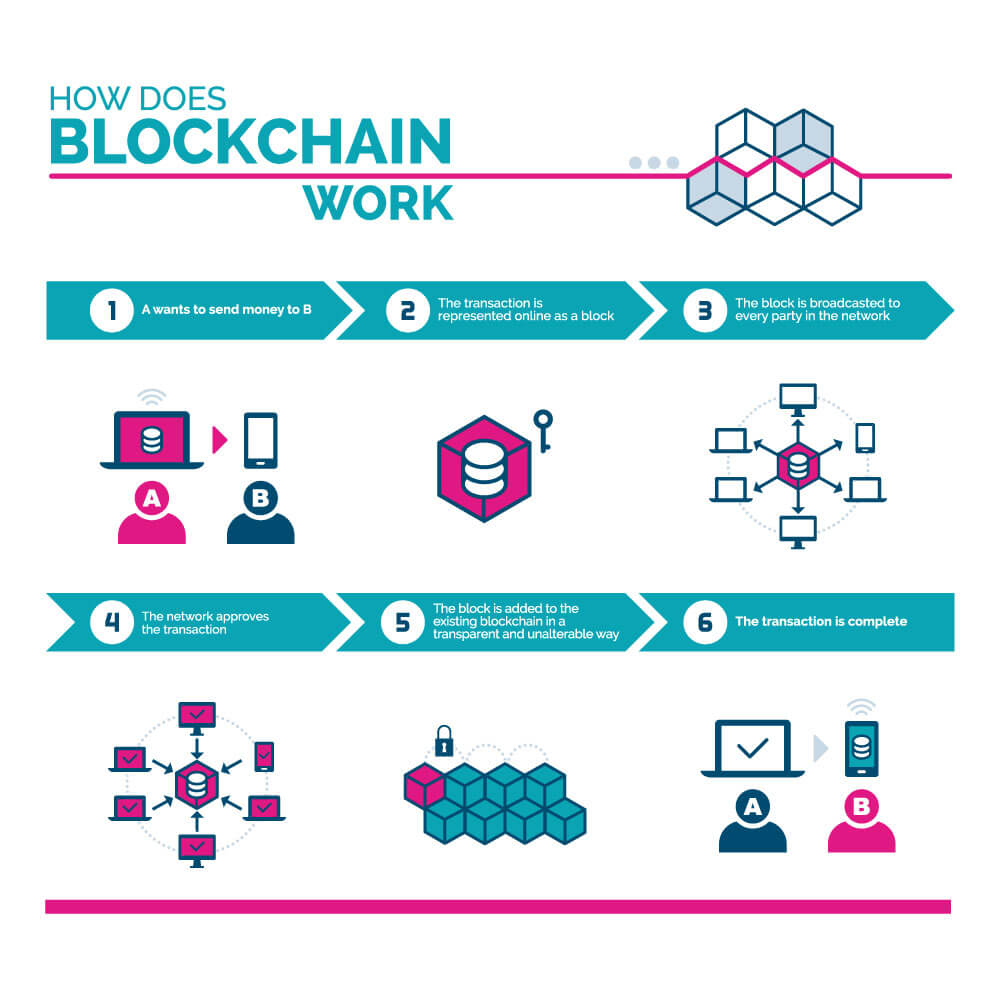 HOW DOES
BLOCKCHAIN
WORK
1
A wants to send money to B
2
The transaction is
represented online as a block
3
The block is broadcasted to
every party in the network
A
B
4
The network approves
the transaction
5
The block is added to the
existing blockchain in a
transparent and unalterable way
6
The transaction is complete
A
B